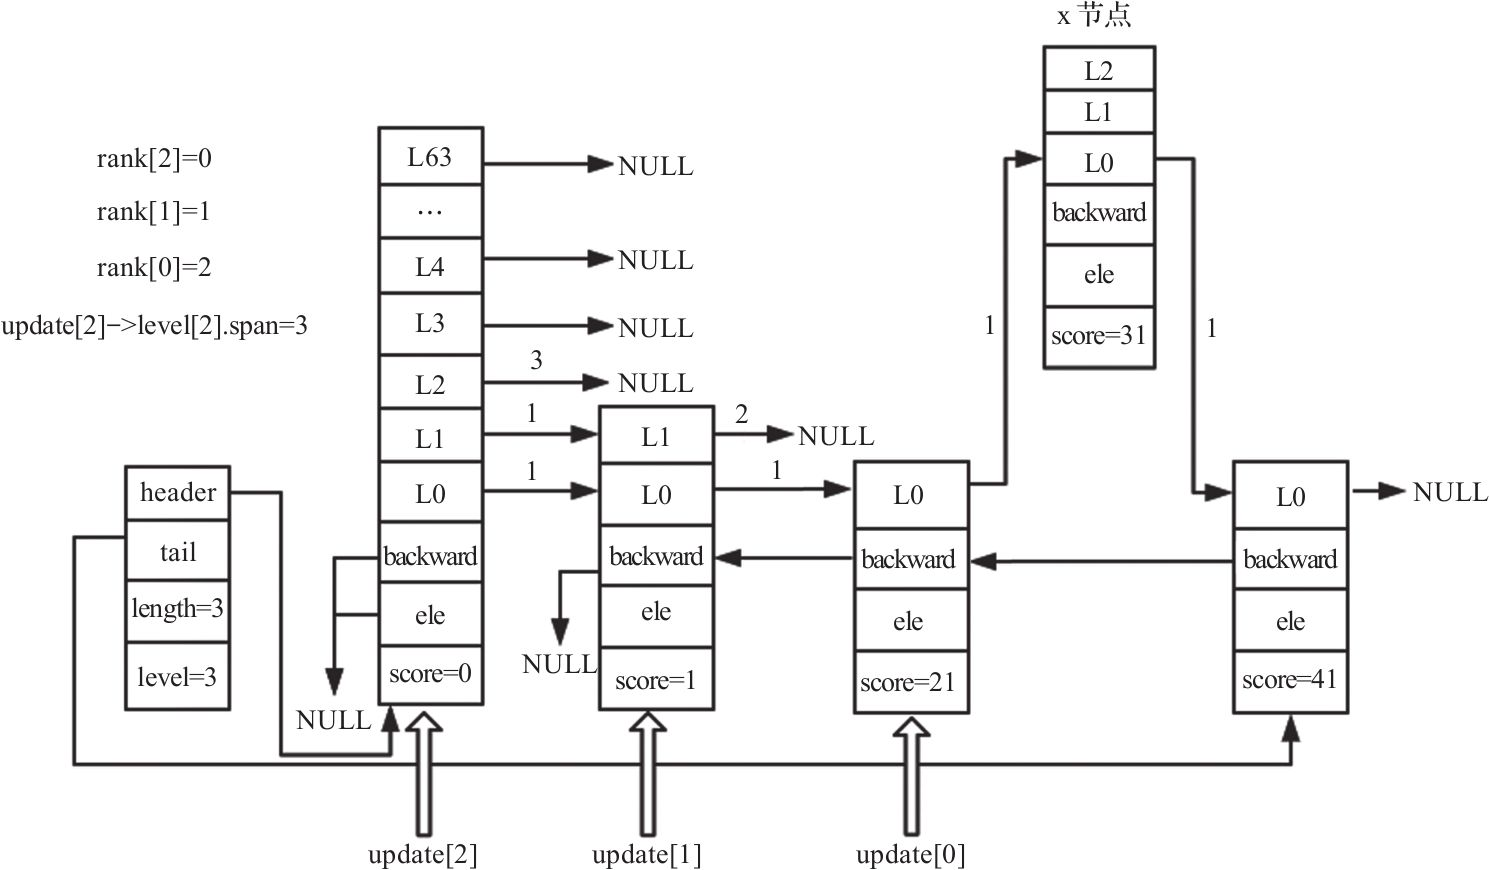 x 节点
L2
L1
L0
backward
ele
score=31
rank[2]=0
rank[1]=1
rank[0]=2
update[2]−>level[2].span=3
L63
NULL
…
L4
NULL
L3
NULL
L2
3
NULL
L1
1
L0
1
backward
ele
score=0
NULL
header
tail
length=3
level=3
L1
2
NULL
L0
1
backward
ele
score=1
NULL
L0
backward
ele
score=21
1
1
L0
NULL
backward
ele
score=41
update[2]
update[1]
update[0]